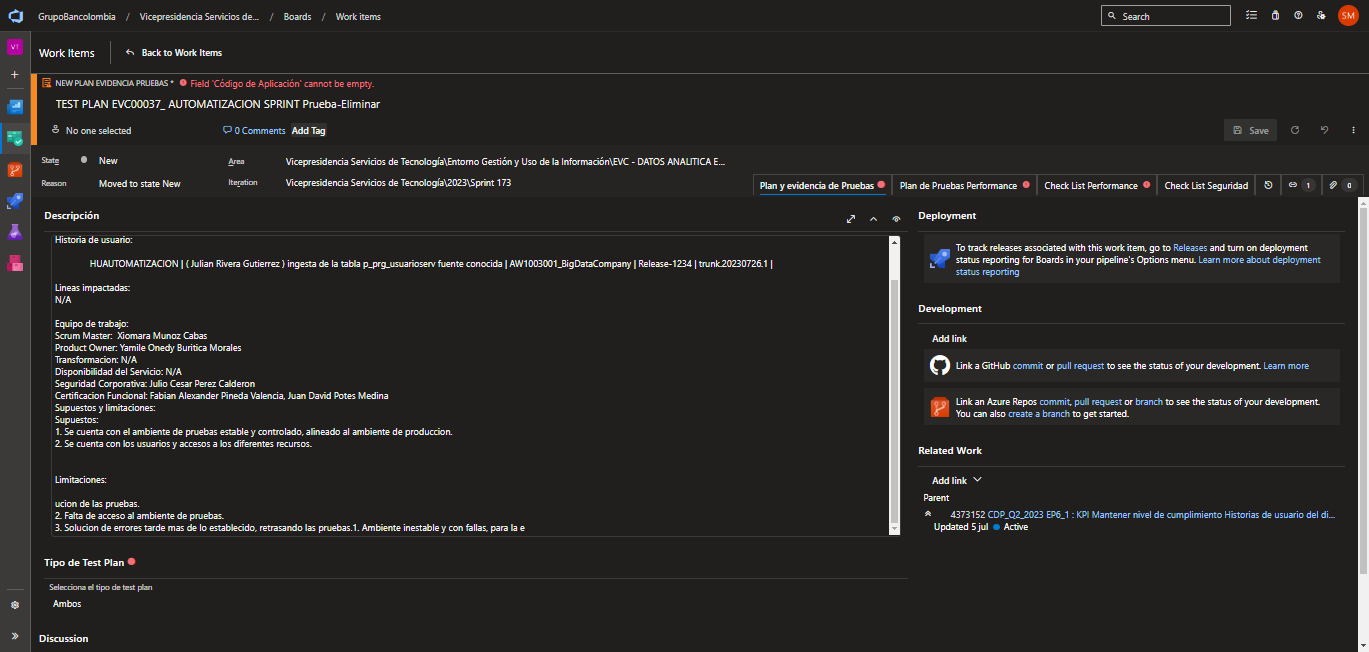 GrupoBancolombia / Vicepresidencia Servicios de... / Boards / Work items
Search
SM
VT
Work Items
Back to Work Items
NEW PLAN EVIDENCIA PRUEBAS * Field 'Código de Aplicación' cannot be empty.
TEST PLAN EVC00037_ AUTOMATIZACION SPRINT Prueba-Eliminar
No one selected
0 Comments
Add Tag
Save
State New
Area Vicepresidencia Servicios de Tecnología\Entorno Gestión y Uso de la Información\EVC - DATOS ANALITICA E...
Reason Moved to state New
Iteration Vicepresidencia Servicios de Tecnología\2023\Sprint 173
Plan y evidencia de Pruebas
Plan de Pruebas Performance
Check List Performance
Check List Seguridad
1
0
Descripción
Historia de usuario:
HUAUTOMATIZACION | ( Julian Rivera Gutierrez ) ingesta de la tabla p_prg_usuarioserv fuente conocida | AW1003001_BigDataCompany | Release-1234 | trunk.20230726.1 |
Lineas impactadas:
N/A
Equipo de trabajo:
Scrum Master: Xiomara Munoz Cabas
Product Owner: Yamile Onedy Buritica Morales
Transformacion: N/A
Disponibilidad del Servicio: N/A
Seguridad Corporativa: Julio Cesar Perez Calderon
Certificacion Funcional: Fabian Alexander Pineda Valencia, Juan David Potes Medina
Supuestos y limitaciones:
Supuestos:
1. Se cuenta con el ambiente de pruebas estable y controlado, alineado al ambiente de produccion.
2. Se cuenta con los usuarios y accesos a los diferentes recursos.
Limitaciones:
ucion de las pruebas.
2. Falta de acceso al ambiente de pruebas.
3. Solucion de errores tarde mas de lo establecido, retrasando las pruebas.1. Ambiente inestable y con fallas, para la e
Tipo de Test Plan
Selecciona el tipo de test plan
Ambos
Discussion
Deployment
To track releases associated with this work item, go to Releases and turn on deployment
status reporting for Boards in your pipeline's Options menu. Learn more about deployment
status reporting
Development
Add link
Link a GitHub commit or pull request to see the status of your development. Learn more
Link an Azure Repos commit, pull request or branch to see the status of your development.
You can also create a branch to get started.
Related Work
Add link
Parent
4373152 CDP_Q2_2023 EP6_1 : KPI Mantener nivel de cumplimiento Historias de usuario del di...
Updated 5 jul Active